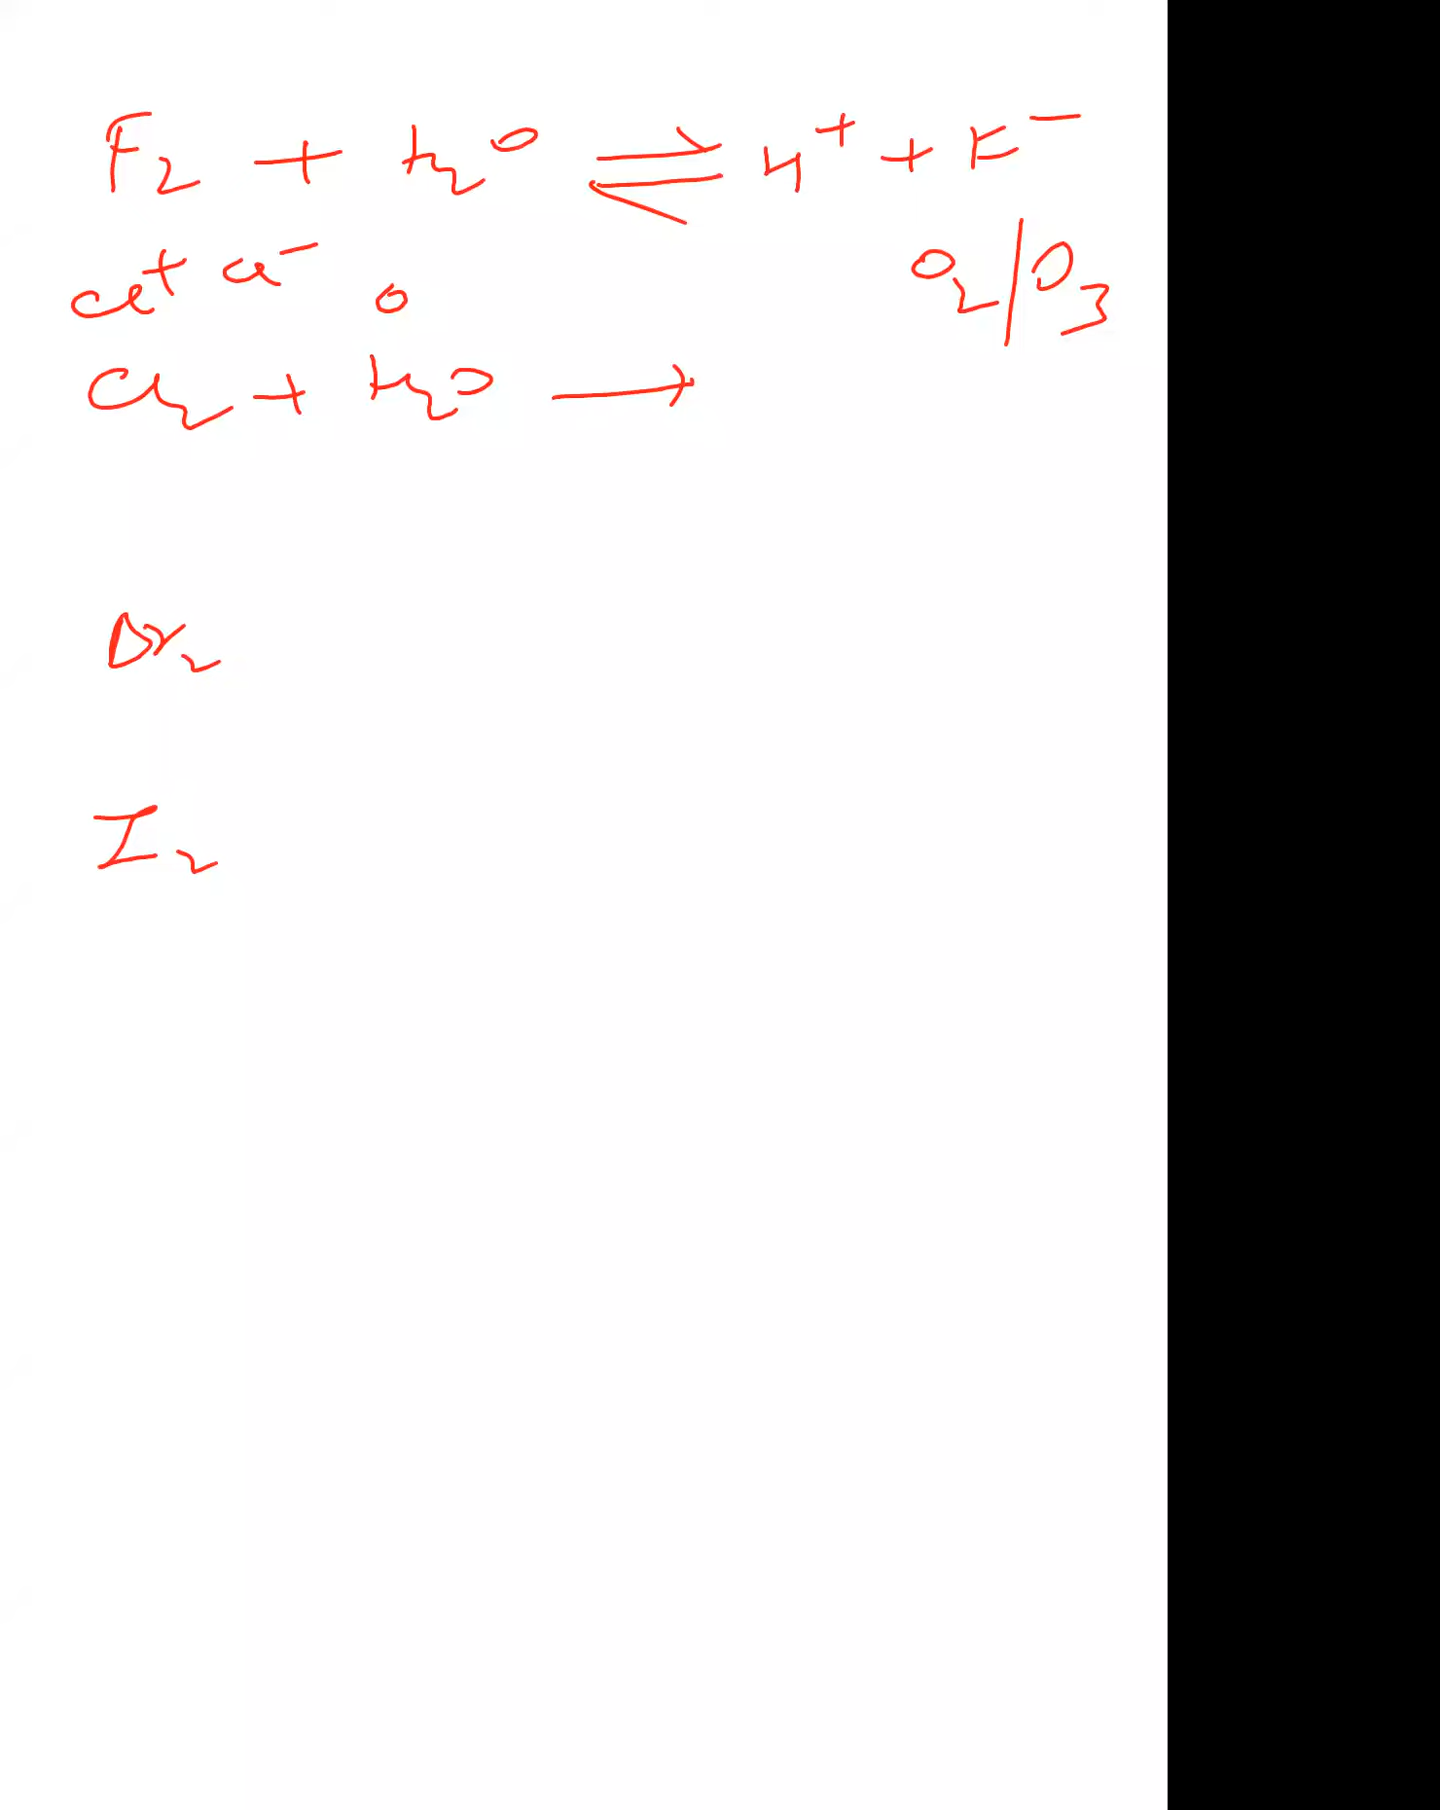 F₂ + H₂O ⇌ H⁺ + F⁻
O₂/O₃
Cl⁺ Cl⁻ O
Cl₂ + H₂O ⟶
Br₂
I₂